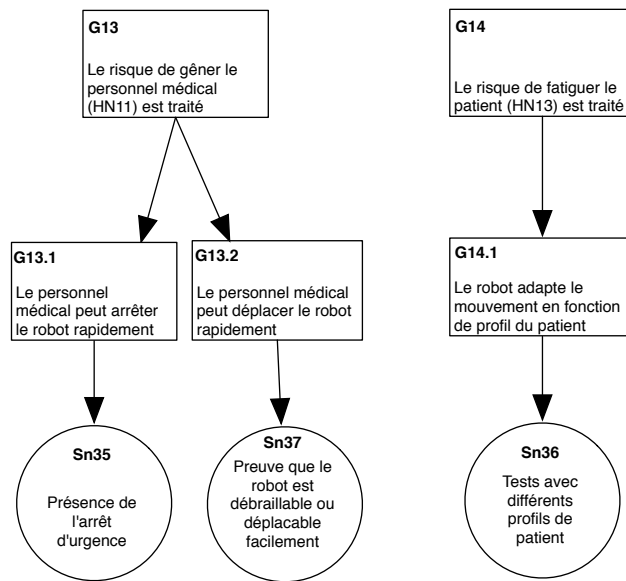 G13
Le risque de gêner le
personnel médical
(HN11) est traité
G14
Le risque de fatiguer le
patient (HN13) est traité
G13.1
Le personnel
médical peut arrêter
le robot rapidement
G13.2
Le personnel médical
peut déplacer le robot
rapidement
G14.1
Le robot adapte le
mouvement en fonction
de profil du patient
Sn35
Présence de
l'arrêt
d'urgence
Sn37
Preuve que le
robot est
débraillable ou
déplacable
facilement
Sn36
Tests avec
différents
profils de
patient